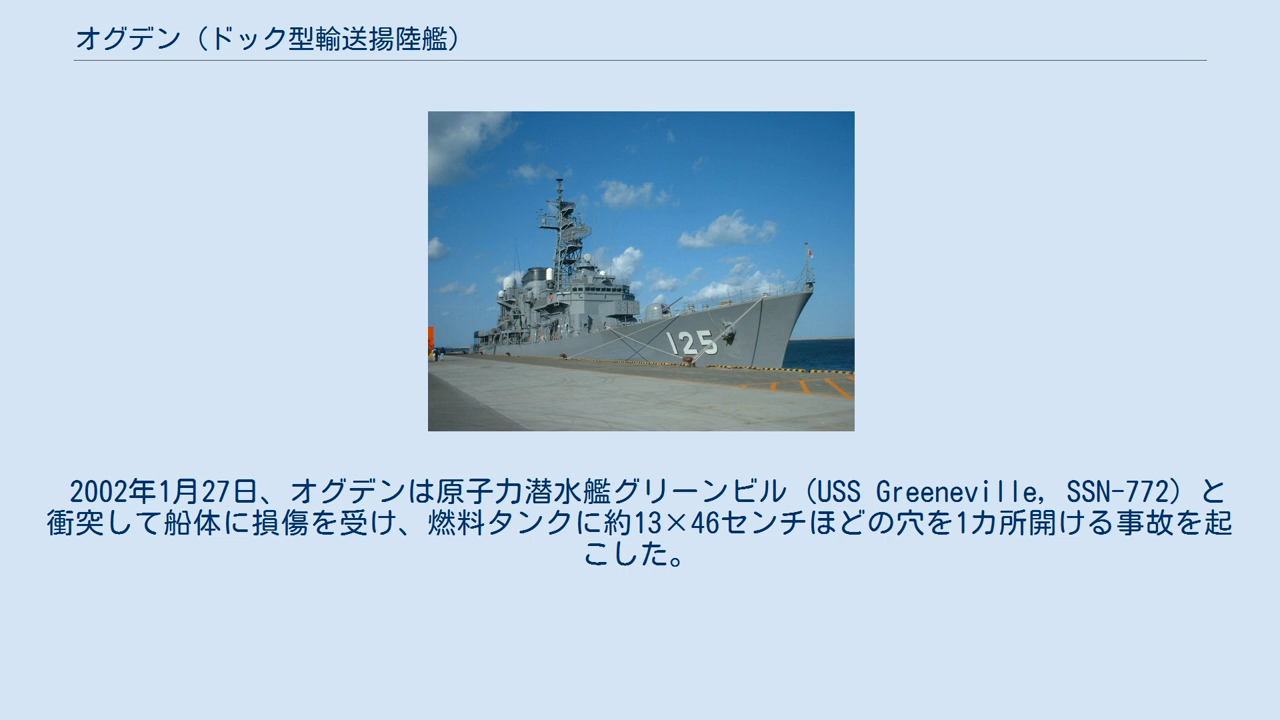 オグデン（ドック型輸送揚陸艦）
125
2002年1月27日、オグデンは原子力潜水艦グリーンビル（USS Greeneville, SSN-772）と
衝突して船体に損傷を受け、燃料タンクに約13×46センチほどの穴を1カ所開ける事故を起
こした。